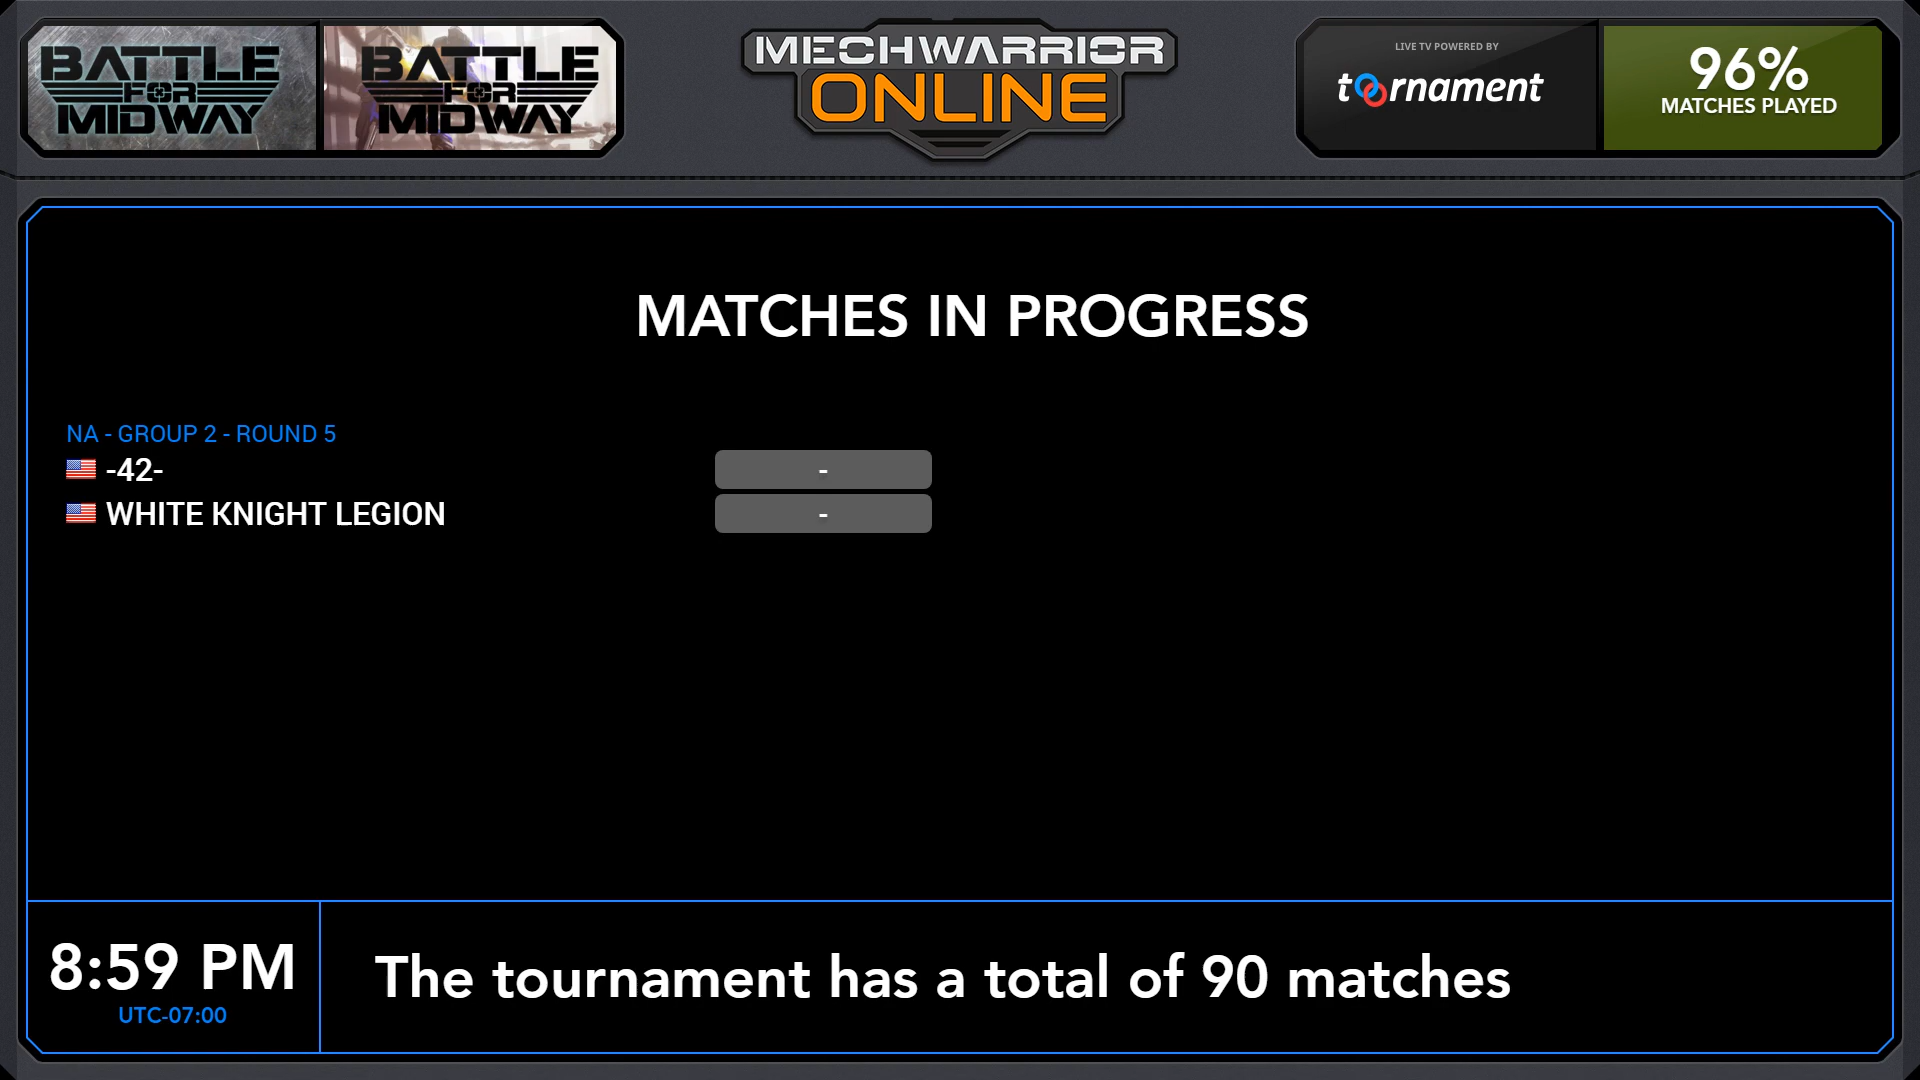 BATTLE
FOR
MIDWAY
BATTLE
FOR
MIDWAY
MECHWARRIOR
ONLINE
LIVE TV POWERED BY
toornament
96%
MATCHES PLAYED
MATCHES IN PROGRESS
NA - GROUP 2 - ROUND 5
-42-
-
WHITE KNIGHT LEGION
-
8:59 PM
UTC-07:00
The tournament has a total of 90 matches